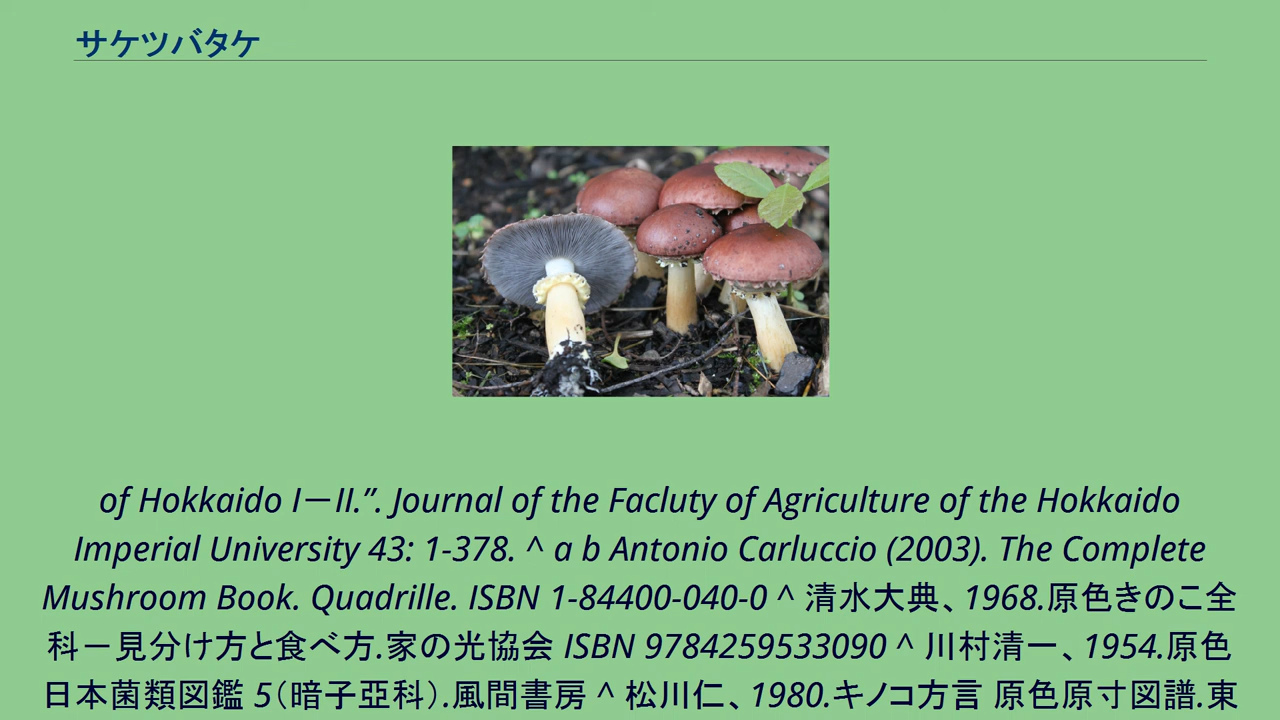 サケツバタケ
of Hokkaido I－II.”. Journal of the Facluty of Agriculture of the Hokkaido
Imperial University 43: 1-378. ^ a b Antonio Carluccio (2003). The Complete
Mushroom Book. Quadrille. ISBN 1-84400-040-0 ^ 清水大典、1968.原色きのこ全
科－見分け方と食べ方.家の光協会 ISBN 9784259533090 ^ 川村清一、1954.原色
日本菌類図鑑 5（暗子亞科）.風間書房 ^ 松川仁、1980.キノコ方言 原色原寸図譜.東